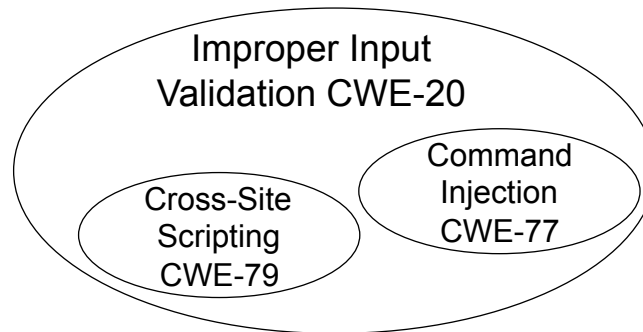 Improper Input
Validation CWE-20
Command
Injection
CWE-77
Cross-Site
Scripting
CWE-79